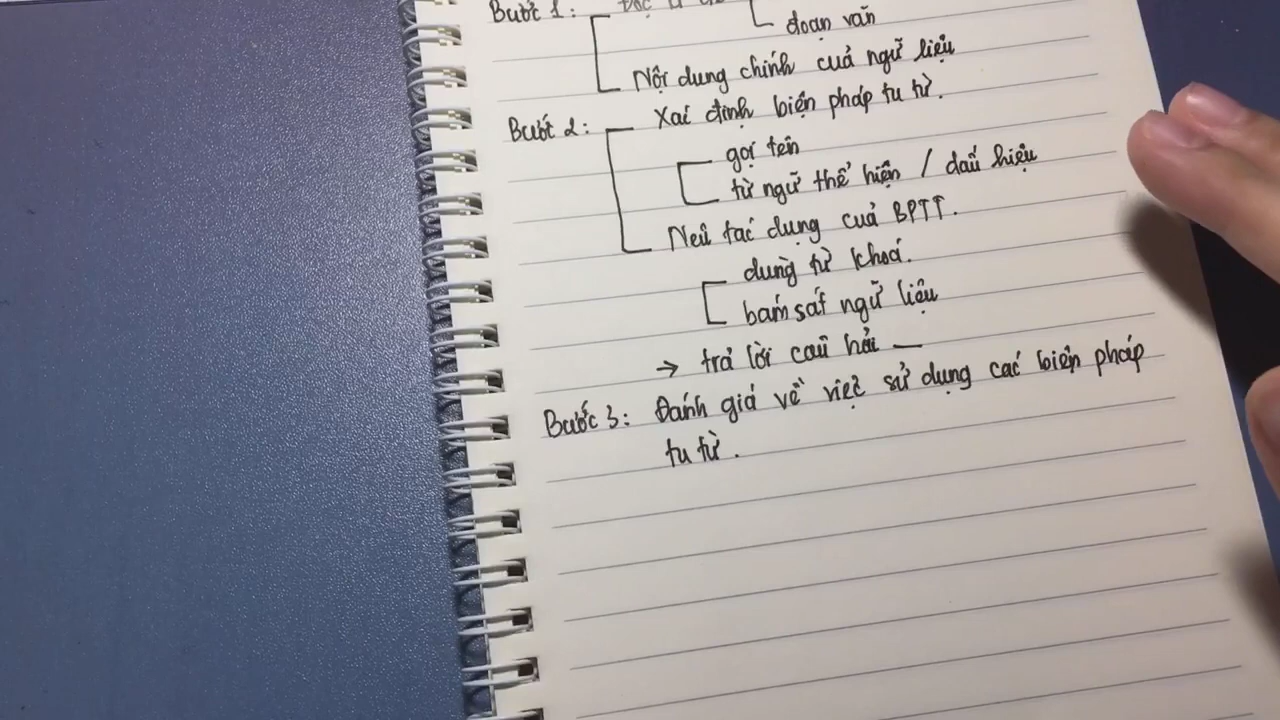 Bước 1:
đoạn văn
Nội dung chính của ngữ liệu
Bước 2: Xác định biện pháp tu từ.
gọi tên
từ ngữ thể hiện / dấu hiệu
Nêu tác dụng của BPTT.
dùng từ khoá.
bám sát ngữ liệu
→ trả lời câu hỏi —
Bước 3: Đánh giá về việc sử dụng các biện pháp
tu từ.